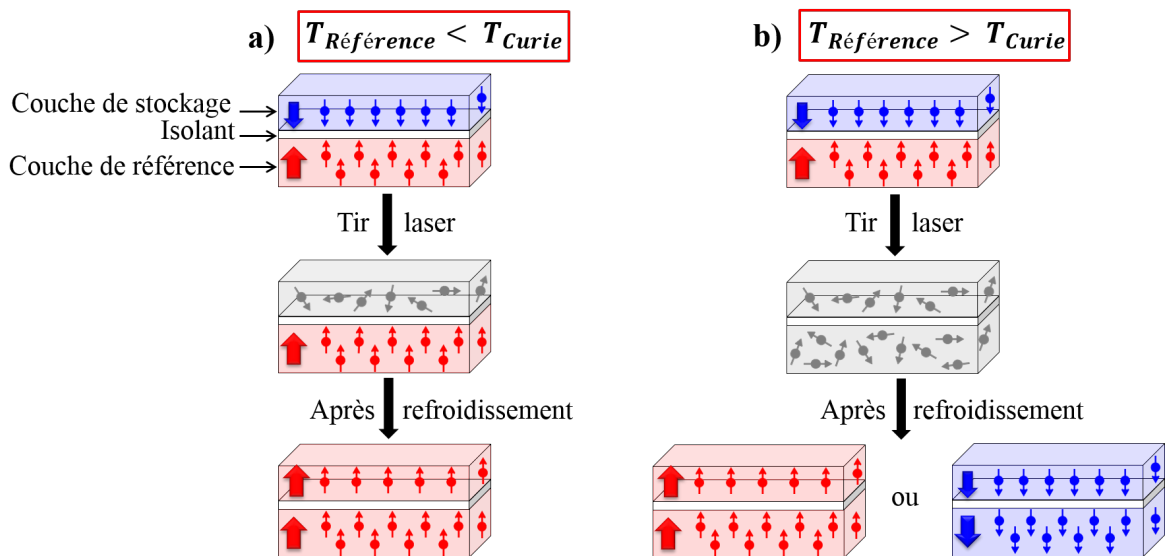 a) T_Référence < T_Curie
b) T_Référence > T_Curie
Couche de stockage
Isolant
Couche de référence
Tir laser
Tir laser
Après refroidissement
Après refroidissement
ou